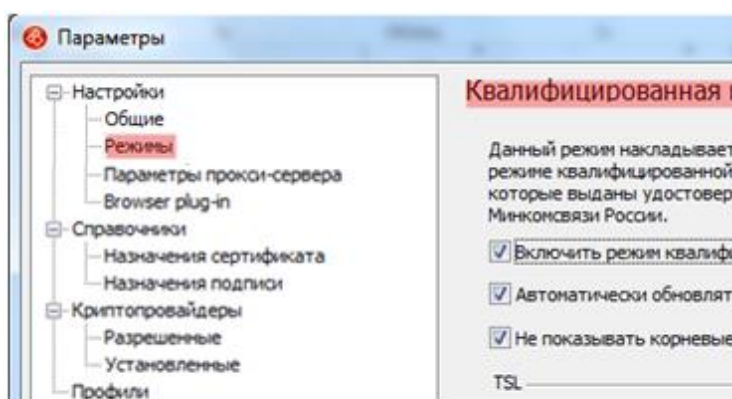 Параметры
Настройки
Общие
Режимы
Параметры прокси-сервера
Browser plug-in
Справочники
Назначения сертификата
Назначения подписи
Криптопровайдеры
Разрешенные
Установленные
Профили
Квалифицированная
Данный режим накладывает
режиме квалифицированной
которые выданы удостовер
Минкомсвязи России.
Включить режим квалифи
Автоматически обновлят
Не показывать корневые
TSL